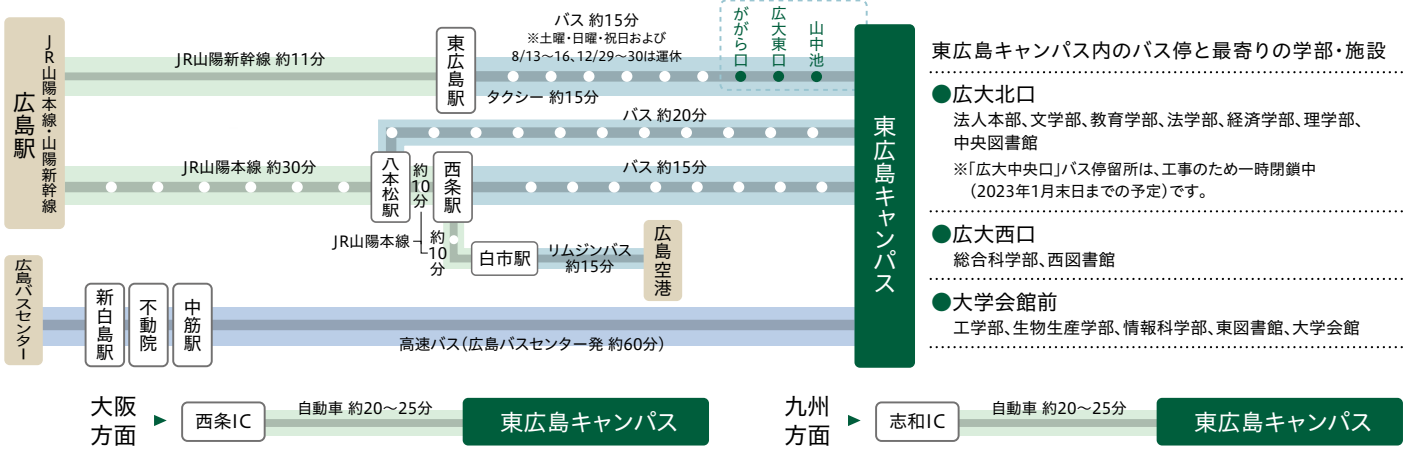 広島駅
JR山陽本線・山陽新幹線
JR山陽新幹線 約11分
東広島駅
バス 約15分
※土曜・日曜・祝日および
8/13〜16、12/29〜30は運休
タクシー 約15分
ががら口
広大東口
山中池
バス 約20分
JR山陽本線 約30分
八本松駅
約10分
西条駅
バス 約15分
JR山陽本線
約10分
白市駅
リムジンバス
約15分
広島空港
東広島キャンパス
広島バスセンター
新白島駅
不動院
中筋駅
高速バス(広島バスセンター発 約60分)
大阪
方面
西条IC
自動車 約20〜25分
東広島キャンパス
九州
方面
志和IC
自動車 約20〜25分
東広島キャンパス
東広島キャンパス内のバス停と最寄りの学部・施設
●広大北口
法人本部、文学部、教育学部、法学部、経済学部、理学部、
中央図書館
※「広大中央口」バス停留所は、工事のため一時閉鎖中
(2023年1月末日までの予定)です。
●広大西口
総合科学部、西図書館
●大学会館前
工学部、生物生産学部、情報科学部、東図書館、大学会館